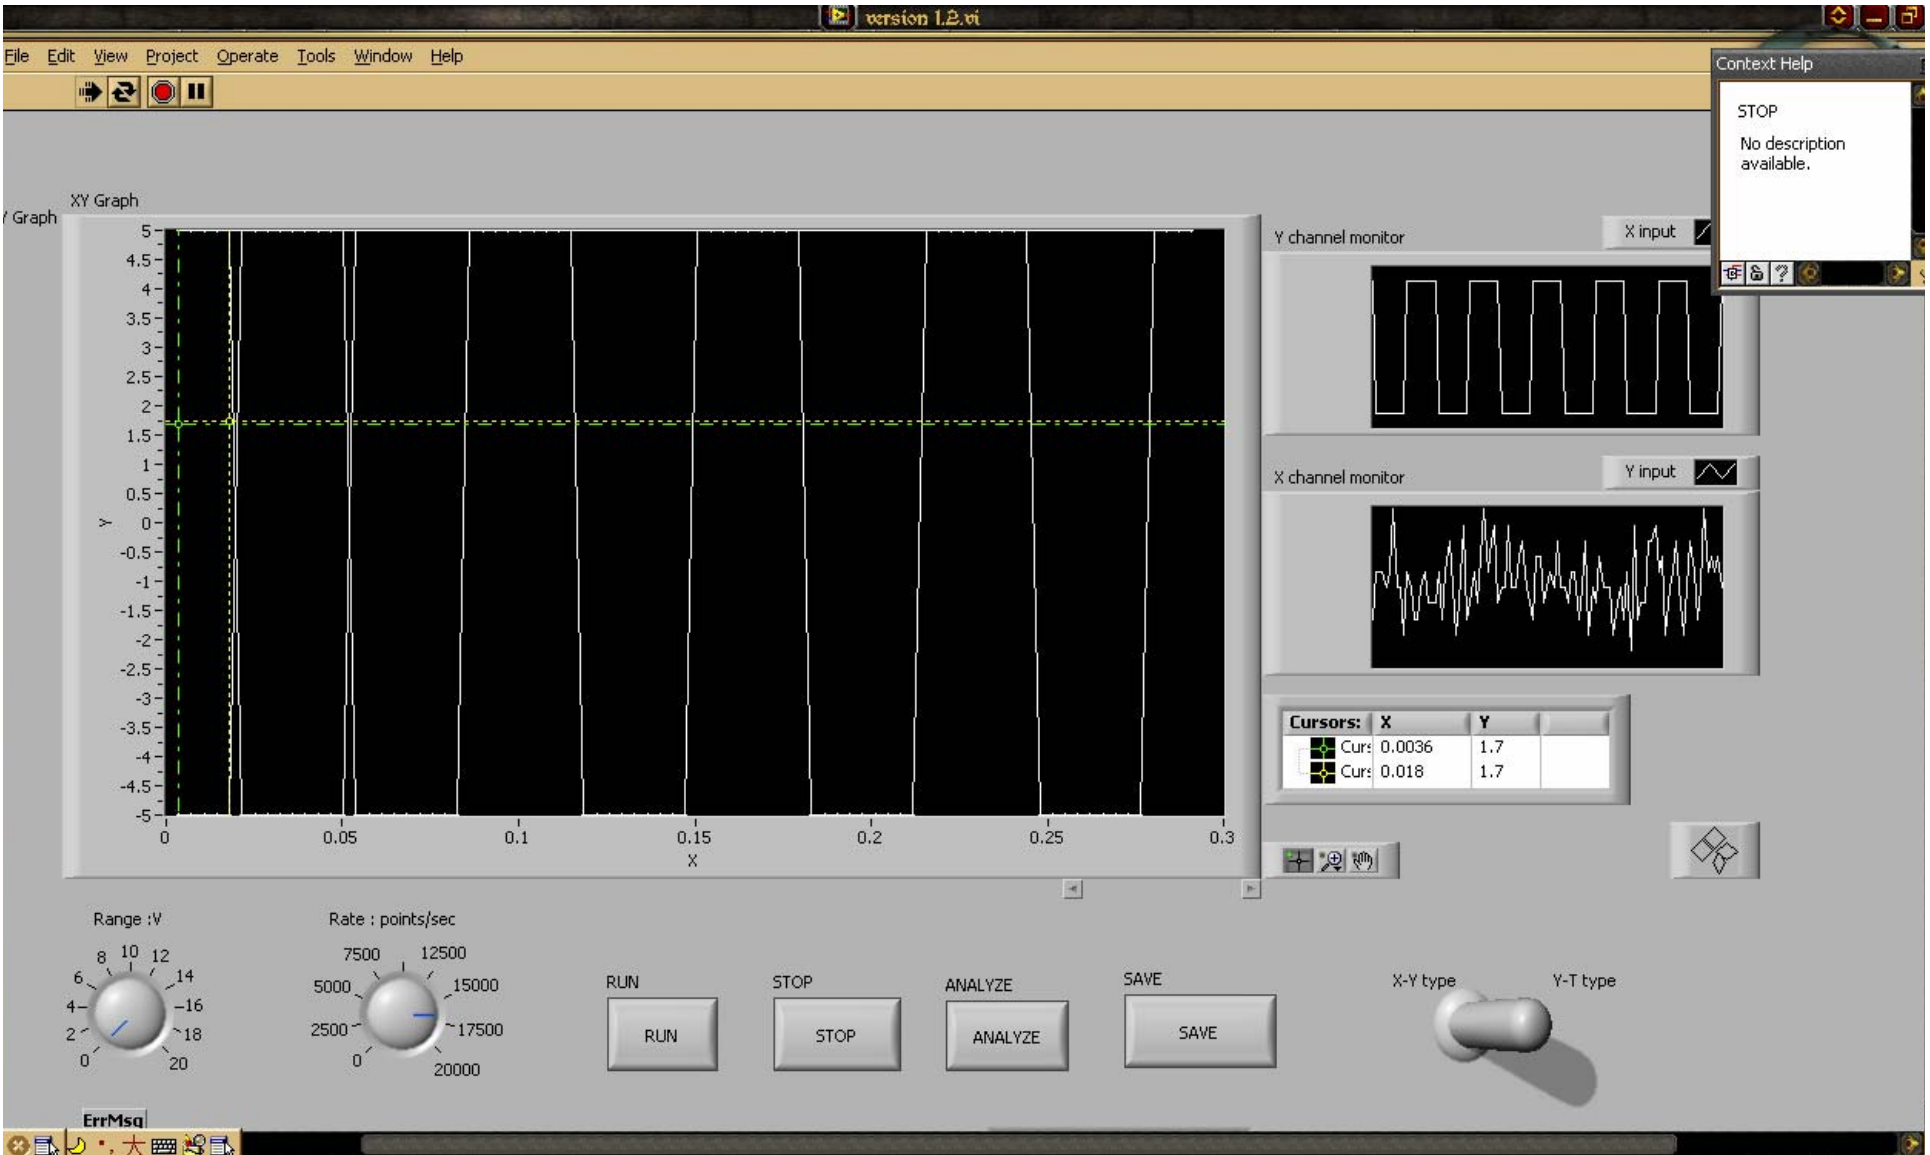 version 1.2.vi
File Edit View Project Operate Tools Window Help
Context Help
STOP
No description
available.
XY Graph
Y Graph
5
4.5
4
3.5
3
2.5
2
1.5
1
0.5
0
-0.5
-1
-1.5
-2
-2.5
-3
-3.5
-4
-4.5
-5
Y
0 0.05 0.1 0.15 0.2 0.25 0.3
X
Y channel monitor
X input
X channel monitor
Y input
Cursors: X Y
Curs 0.0036 1.7
Curs 0.018 1.7
Range :V
0 2 4 6 8 10 12 14 16 18 20
Rate : points/sec
0 2500 5000 7500 12500 15000 17500 20000
RUN
RUN
STOP
STOP
ANALYZE
ANALYZE
SAVE
SAVE
X-Y type Y-T type
ErrMsg
大